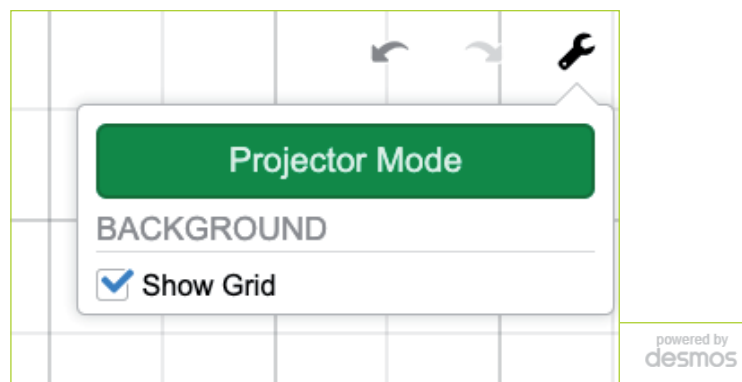 Projector Mode
BACKGROUND
Show Grid
powered by
desmos